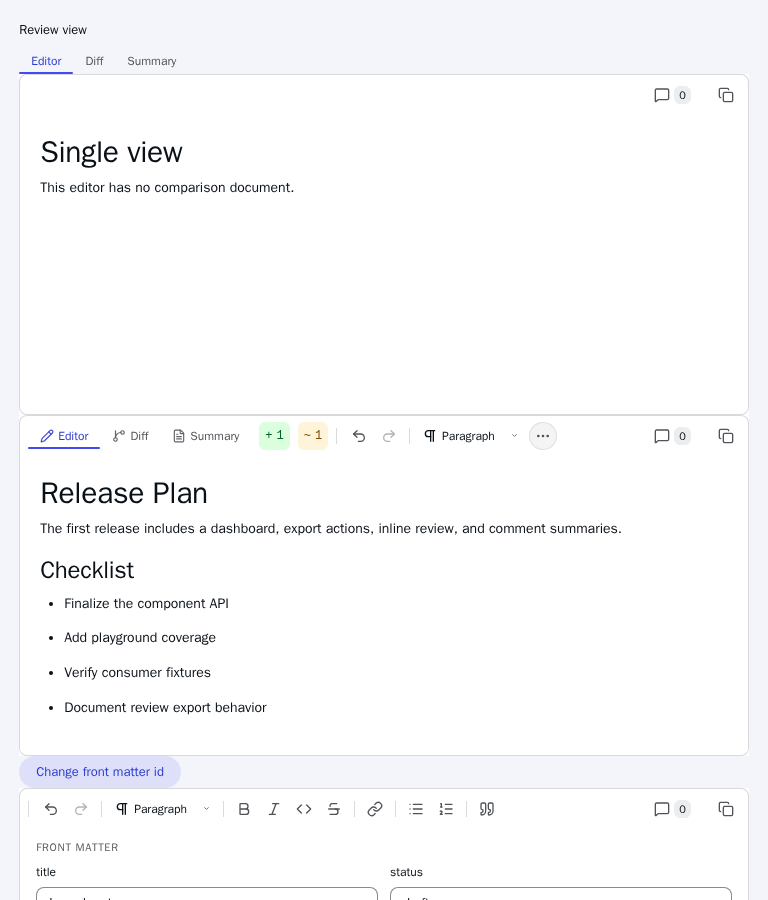 Review view
Editor Diff Summary
0
Single view
This editor has no comparison document.
Editor Diff Summary + 1 ~ 1 Paragraph 0
Release Plan
The first release includes a dashboard, export actions, inline review, and comment summaries.
Checklist
• Finalize the component API
• Add playground coverage
• Verify consumer fixtures
• Document review export behavior
Change front matter id
Paragraph 0
FRONT MATTER
title status